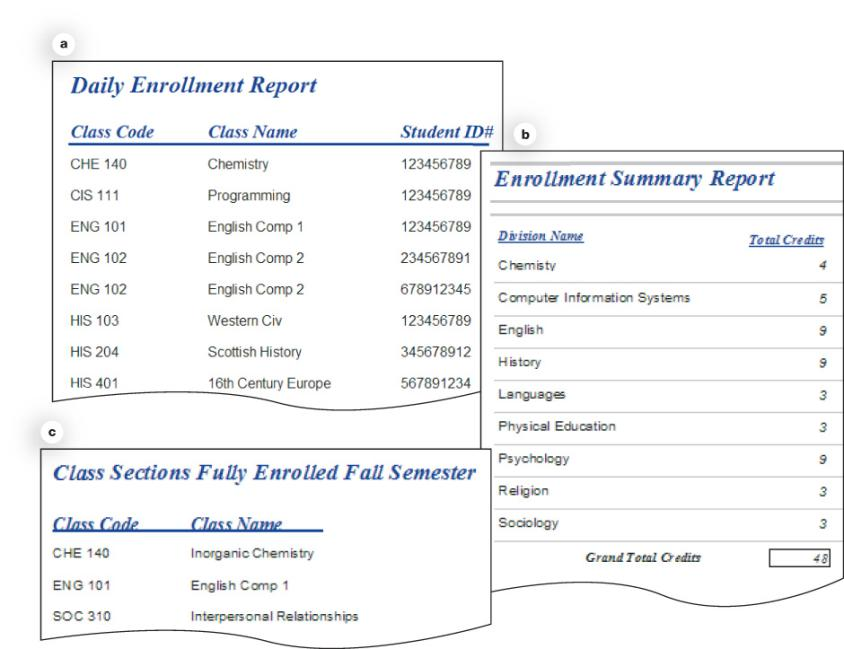 a
Daily Enrollment Report
Class Code Class Name Student ID#
CHE 140 Chemistry 123456789
CIS 111 Programming 123456789
ENG 101 English Comp 1 123456789
ENG 102 English Comp 2 234567891
ENG 102 English Comp 2 678912345
HIS 103 Western Civ 123456789
HIS 204 Scottish History 345678912
HIS 401 16th Century Europe 567891234
b
Enrollment Summary Report
Division Name Total Credits
Chemisty 4
Computer Information Systems 5
English 9
History 9
Languages 3
Physical Education 3
Psychology 9
Religion 3
Sociology 3
Grand Total Credits 48
c
Class Sections Fully Enrolled Fall Semester
Class Code Class Name
CHE 140 Inorganic Chemistry
ENG 101 English Comp 1
SOC 310 Interpersonal Relationships